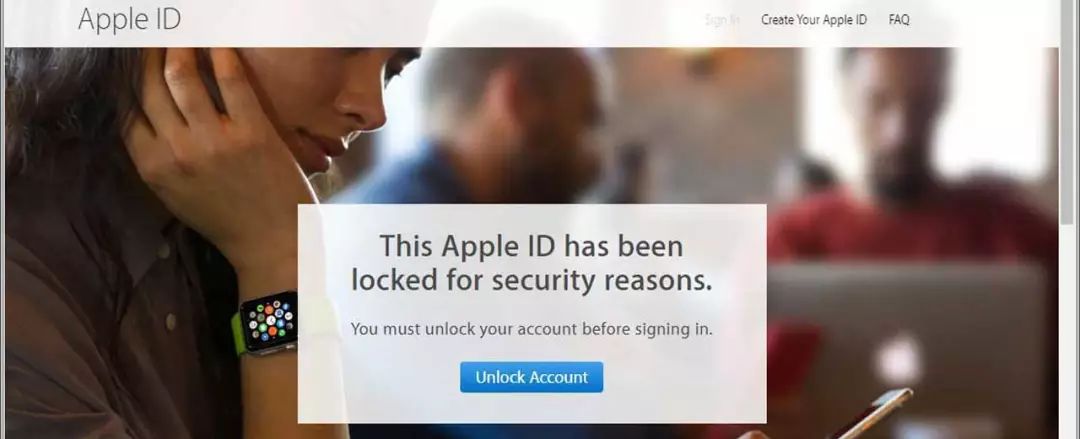 Apple ID
Sign In Create Your Apple ID FAQ
This Apple ID has been
locked for security reasons.
You must unlock your account before signing in.
Unlock Account